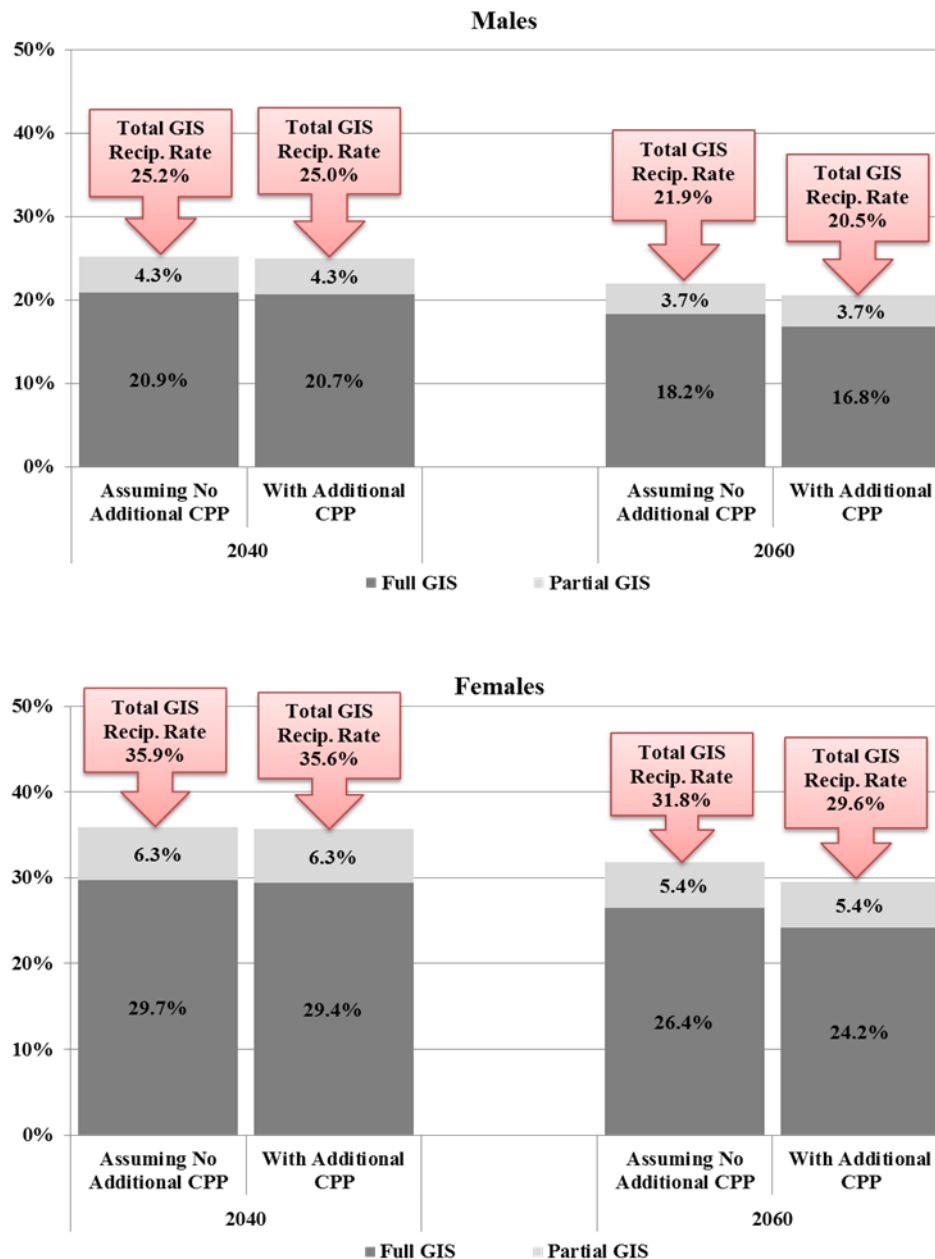 Males
50%
40%
30%
20%
10%
0%
Total GIS
Recip. Rate
25.2%
Total GIS
Recip. Rate
25.0%
Total GIS
Recip. Rate
21.9%
Total GIS
Recip. Rate
20.5%
4.3%
4.3%
3.7%
3.7%
20.9%
20.7%
18.2%
16.8%
Assuming No
Additional CPP
With Additional
CPP
Assuming No
Additional CPP
With Additional
CPP
2040
2060
Full GIS
Partial GIS
Females
50%
40%
30%
20%
10%
0%
Total GIS
Recip. Rate
35.9%
Total GIS
Recip. Rate
35.6%
Total GIS
Recip. Rate
31.8%
Total GIS
Recip. Rate
29.6%
6.3%
6.3%
5.4%
5.4%
29.7%
29.4%
26.4%
24.2%
Assuming No
Additional CPP
With Additional
CPP
Assuming No
Additional CPP
With Additional
CPP
2040
2060
Full GIS
Partial GIS